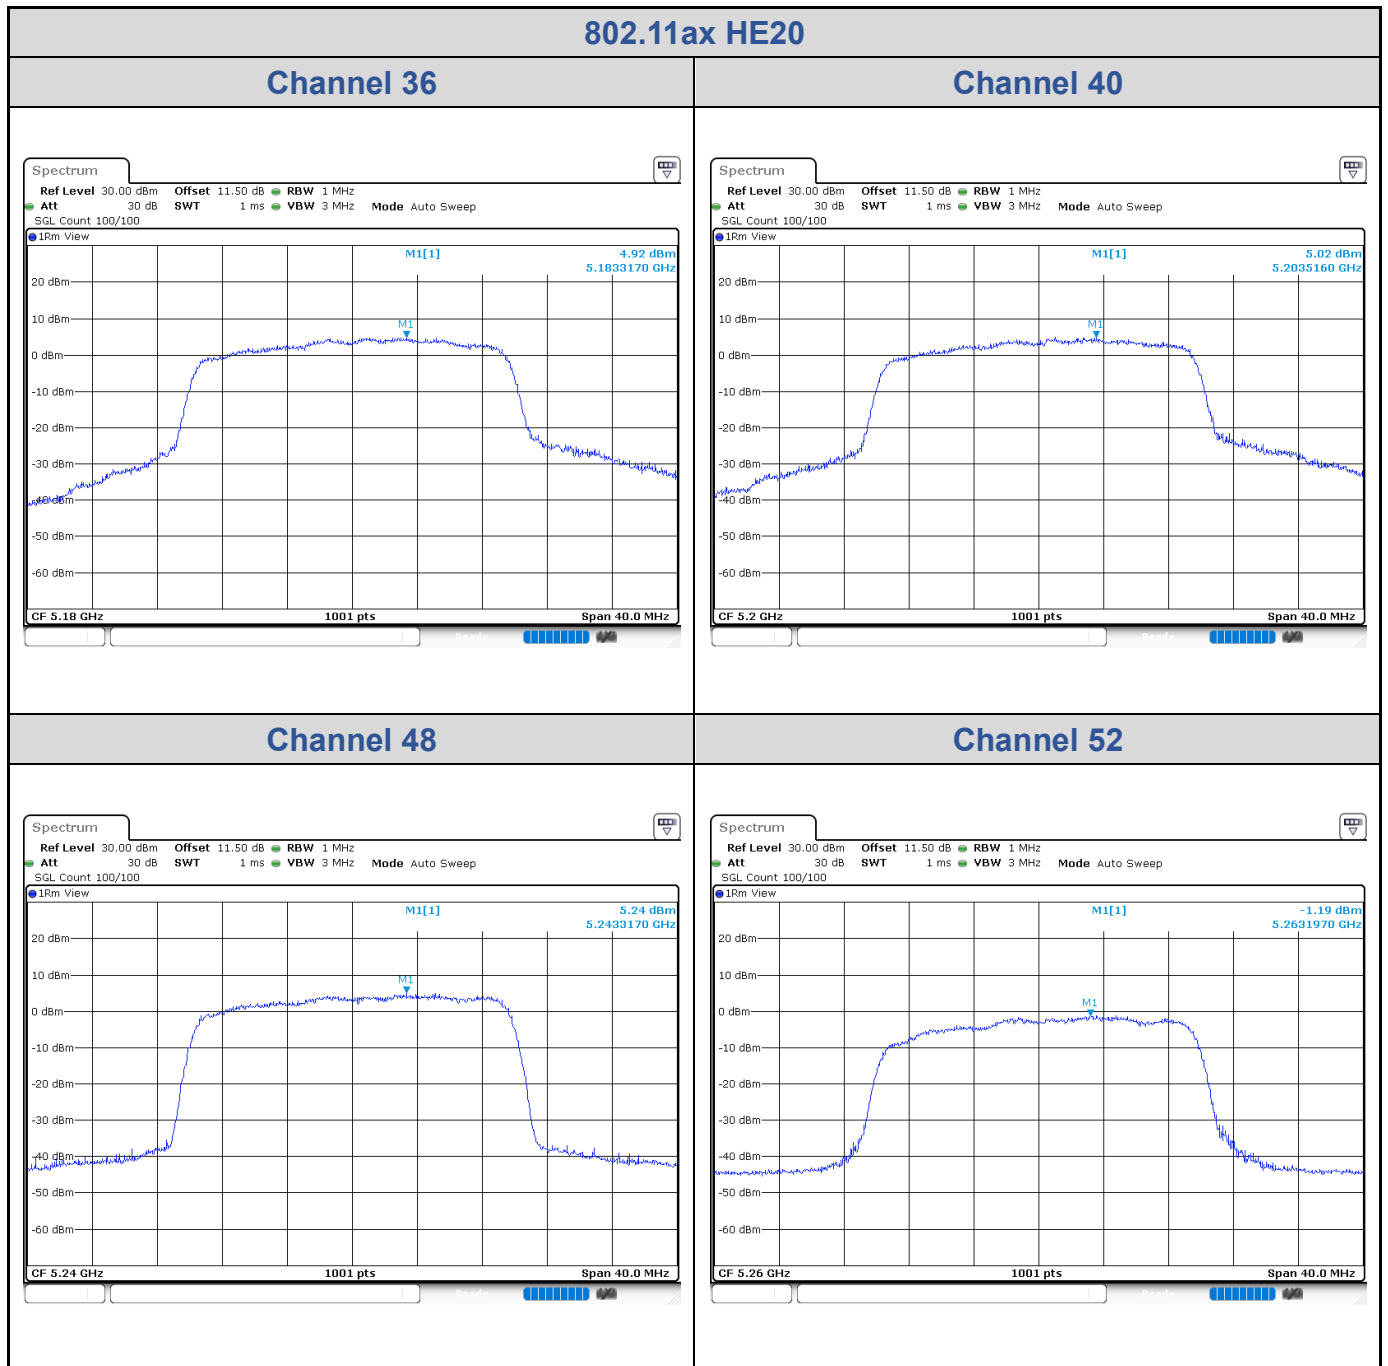 802.11ax HE20
Channel 36
Channel 40
Spectrum
Ref Level 30.00 dBm Offset 11.50 dB RBW 1 MHz
Att 30 dB SWT 1 ms VBW 3 MHz Mode Auto Sweep
SGL Count 100/100
1Rm View
M1[1] 4.92 dBm
5.1833170 GHz
20 dBm
10 dBm
M1
0 dBm
-10 dBm
-20 dBm
-30 dBm
-40 dBm
-50 dBm
-60 dBm
CF 5.18 GHz 1001 pts Span 40.0 MHz
Ready
Spectrum
Ref Level 30.00 dBm Offset 11.50 dB RBW 1 MHz
Att 30 dB SWT 1 ms VBW 3 MHz Mode Auto Sweep
SGL Count 100/100
1Rm View
M1[1] 5.02 dBm
5.2035160 GHz
20 dBm
10 dBm
M1
0 dBm
-10 dBm
-20 dBm
-30 dBm
-40 dBm
-50 dBm
-60 dBm
CF 5.2 GHz 1001 pts Span 40.0 MHz
Ready
Channel 48
Channel 52
Spectrum
Ref Level 30.00 dBm Offset 11.50 dB RBW 1 MHz
Att 30 dB SWT 1 ms VBW 3 MHz Mode Auto Sweep
SGL Count 100/100
1Rm View
M1[1] 5.24 dBm
5.2433170 GHz
20 dBm
10 dBm
M1
0 dBm
-10 dBm
-20 dBm
-30 dBm
-40 dBm
-50 dBm
-60 dBm
CF 5.24 GHz 1001 pts Span 40.0 MHz
Ready
Spectrum
Ref Level 30.00 dBm Offset 11.50 dB RBW 1 MHz
Att 30 dB SWT 1 ms VBW 3 MHz Mode Auto Sweep
SGL Count 100/100
1Rm View
M1[1] -1.19 dBm
5.2631970 GHz
20 dBm
10 dBm
M1
0 dBm
-10 dBm
-20 dBm
-30 dBm
-40 dBm
-50 dBm
-60 dBm
CF 5.26 GHz 1001 pts Span 40.0 MHz
Ready